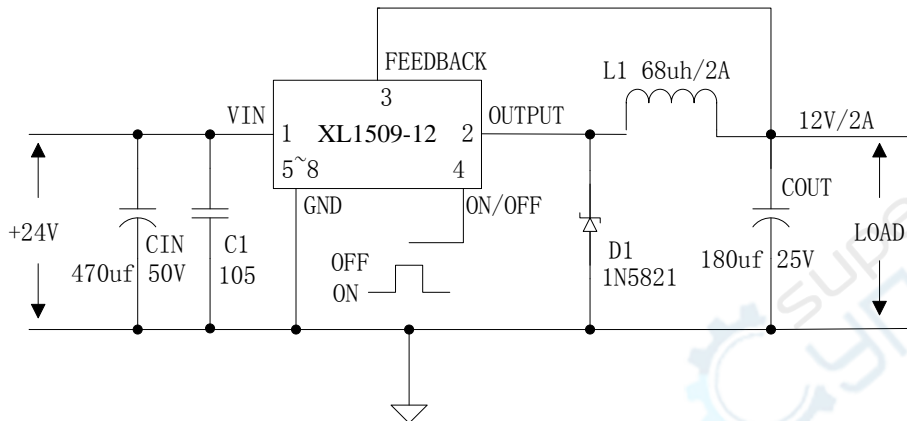 FEEDBACK
L1 68uh/2A
3
VIN
OUTPUT
1 XL1509-12 2
12V/2A
5~8
4
GND
ON/OFF
COUT
+24V
CIN
C1
OFF
D1
LOAD
470uf 50V
105
ON
1N5821
180uf 25V